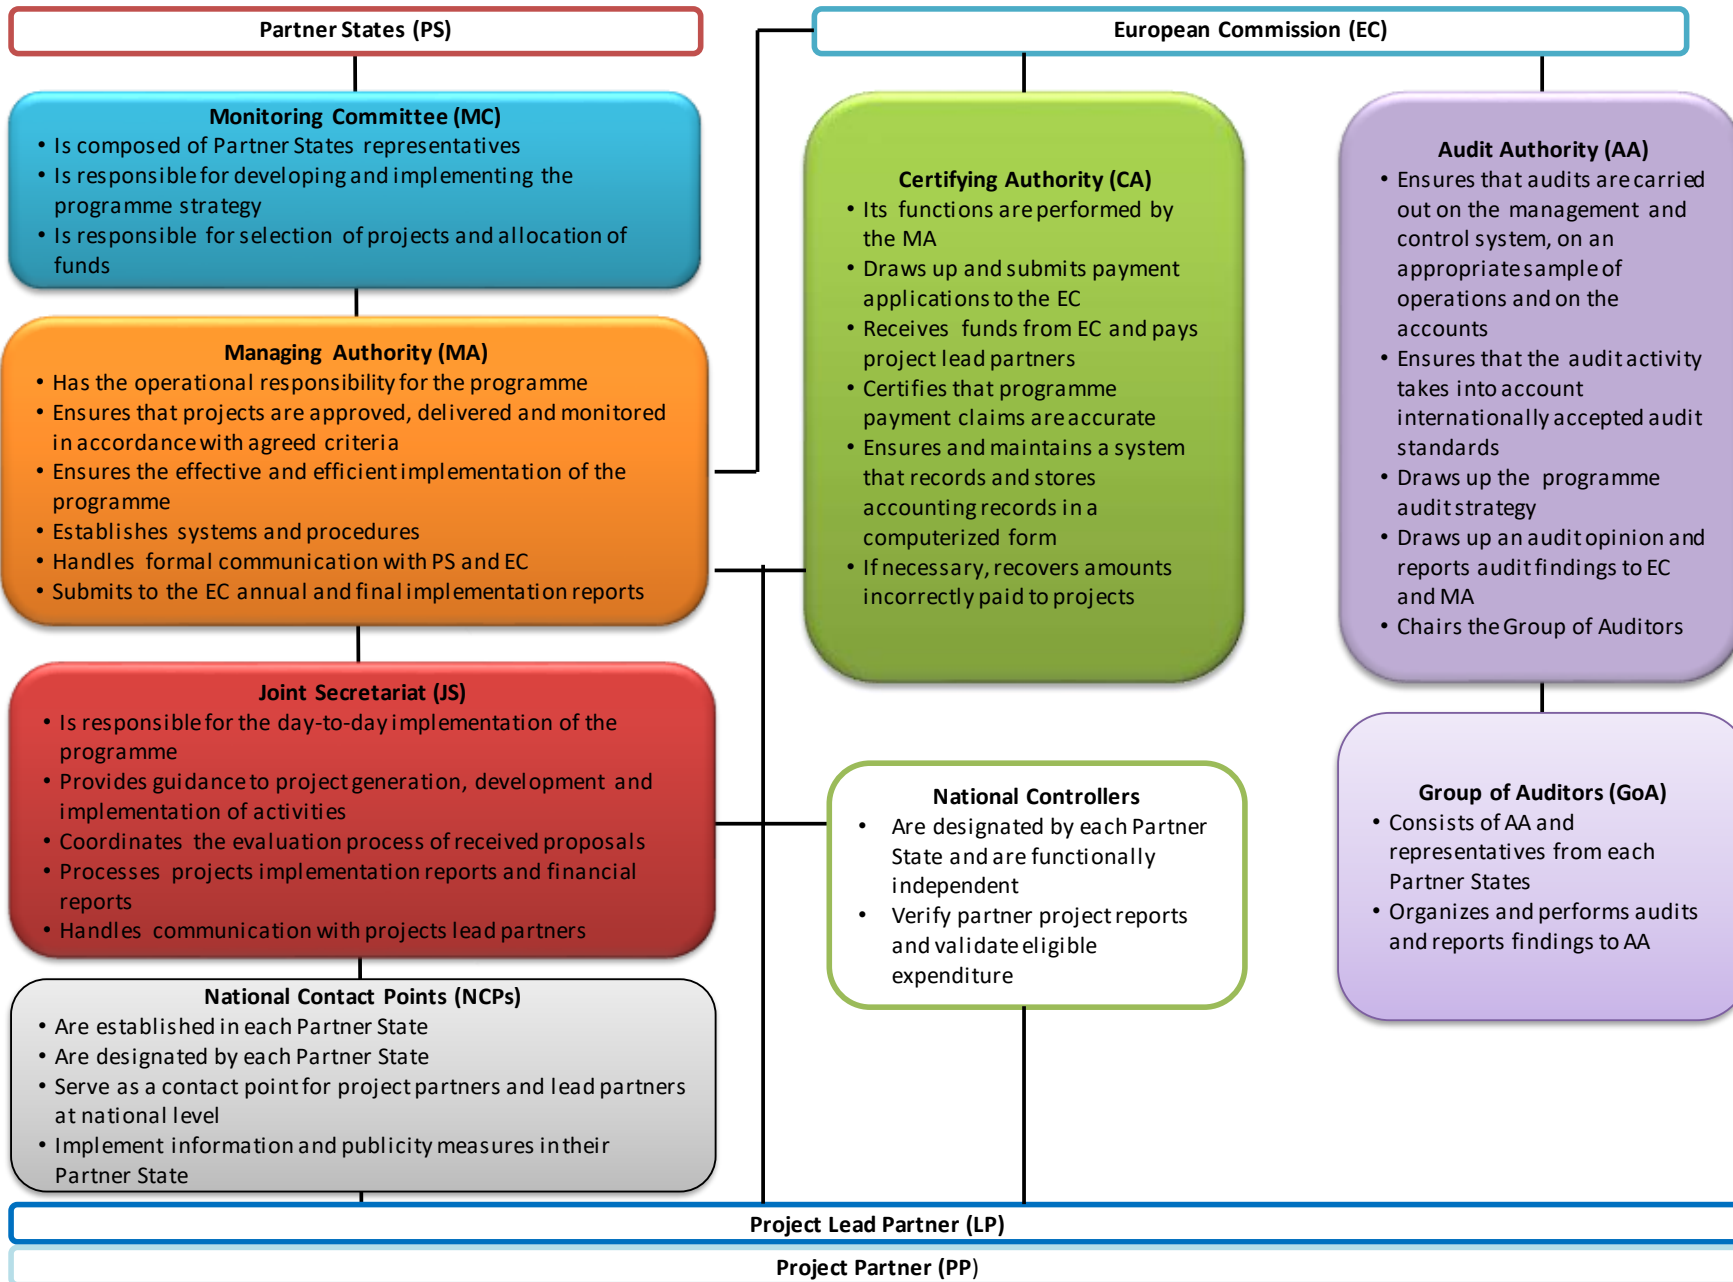 Partner States (PS)
European Commission (EC)
Monitoring Committee (MC)
• Is composed of Partner States representatives
• Is responsible for developing and implementing the
programme strategy
• Is responsible for selection of projects and allocation of
funds
Managing Authority (MA)
• Has the operational responsibility for the programme
• Ensures that projects are approved, delivered and monitored
in accordance with agreed criteria
• Ensures the effective and efficient implementation of the
programme
• Establishes systems and procedures
• Handles formal communication with PS and EC
• Submits to the EC annual and final implementation reports
Joint Secretariat (JS)
• Is responsible for the day-to-day implementation of the
programme
• Provides guidance to project generation, development and
implementation of activities
• Coordinates the evaluation process of received proposals
• Processes projects implementation reports and financial
reports
• Handles communication with projects lead partners
National Contact Points (NCPs)
• Are established in each Partner State
• Are designated by each Partner State
• Serve as a contact point for project partners and lead partners
at national level
• Implement information and publicity measures in their
Partner State
Certifying Authority (CA)
• Its functions are performed by
the MA
• Draws up and submits payment
applications to the EC
• Receives funds from EC and pays
project lead partners
• Certifies that programme
payment claims are accurate
• Ensures and maintains a system
that records and stores
accounting records in a
computerized form
• If necessary, recovers amounts
incorrectly paid to projects
National Controllers
• Are designated by each Partner
State and are functionally
independent
• Verify partner project reports
and validate eligible
expenditure
Audit Authority (AA)
• Ensures that audits are carried
out on the management and
control system, on an
appropriate sample of
operations and on the
accounts
• Ensures that the audit activity
takes into account
internationally accepted audit
standards
• Draws up the programme
audit strategy
• Draws up an audit opinion and
reports audit findings to EC
and MA
• Chairs the Group of Auditors
Group of Auditors (GoA)
• Consists of AA and
representatives from each
Partner States
• Organizes and performs audits
and reports findings to AA
Project Lead Partner (LP)
Project Partner (PP)